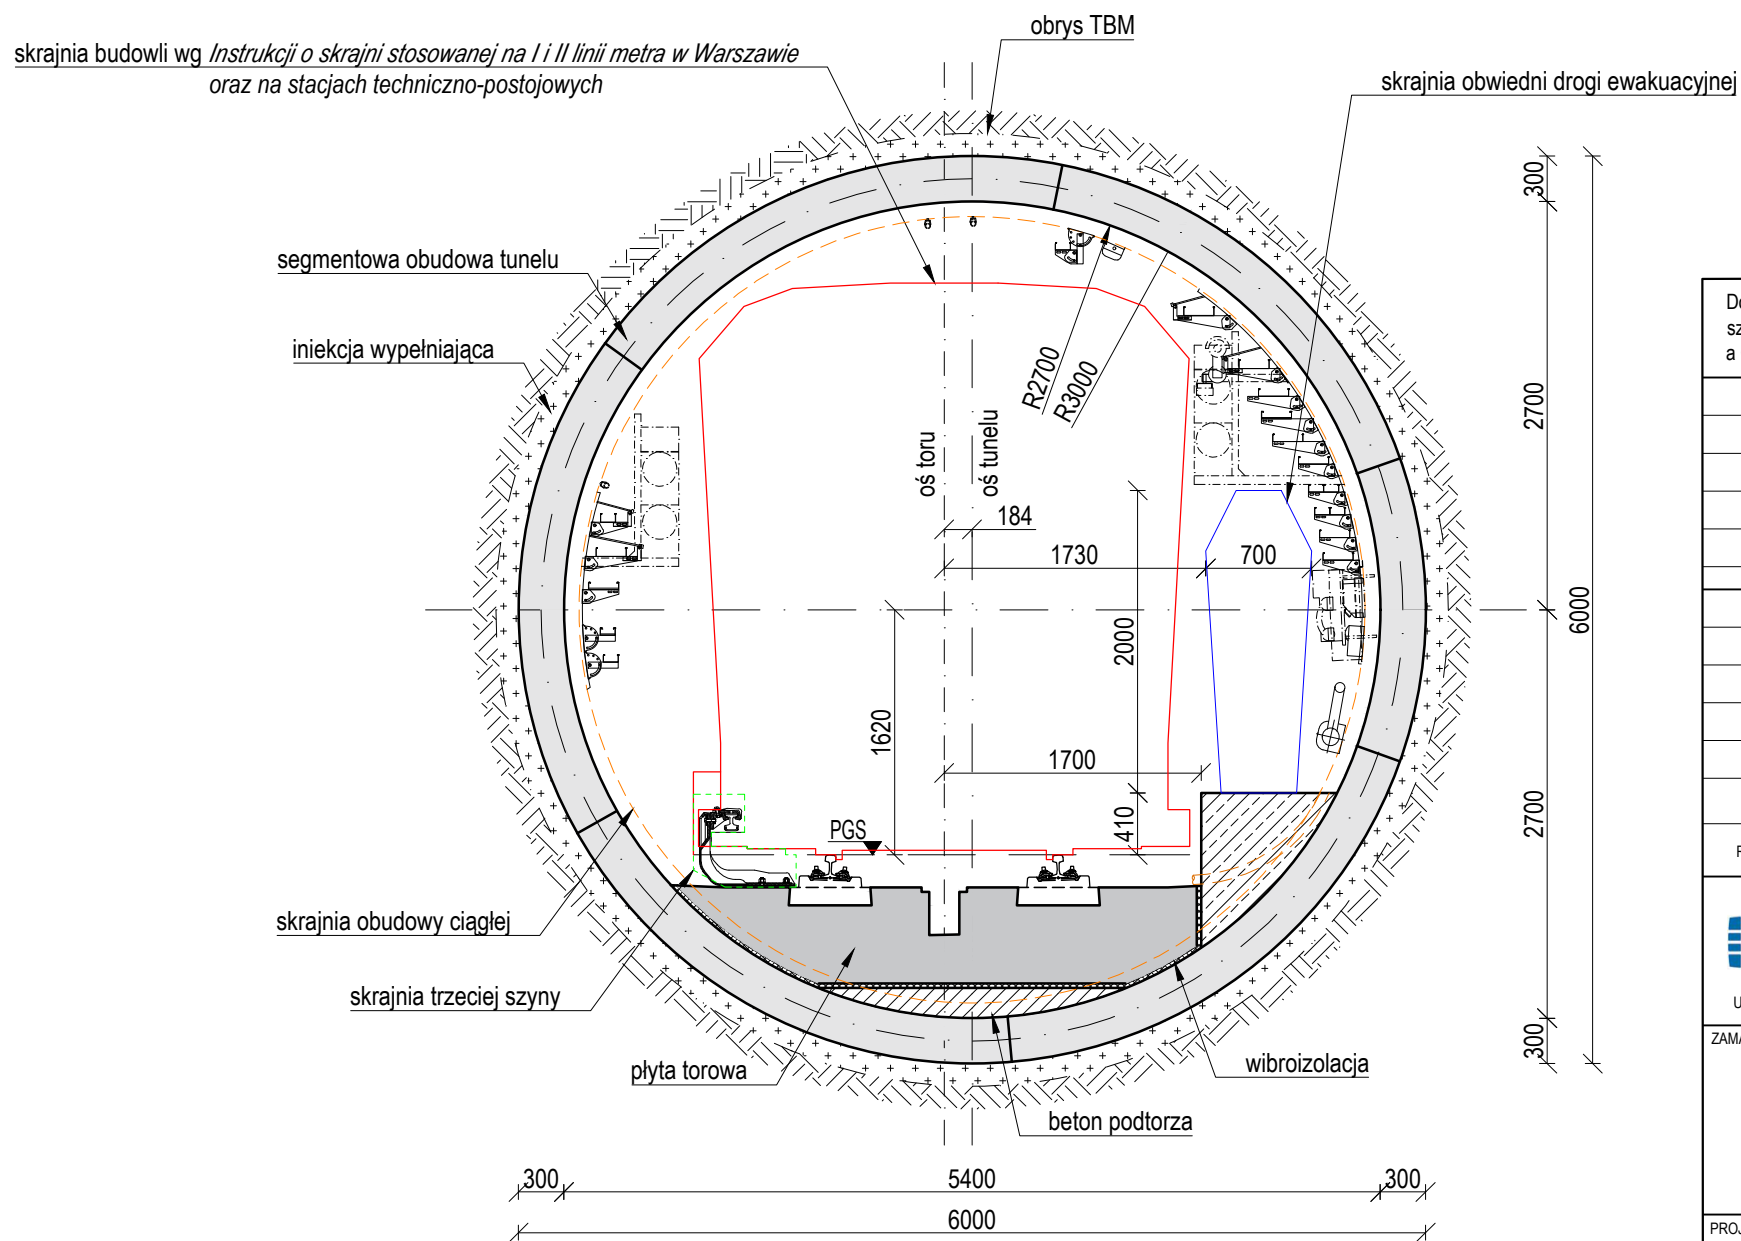 obrys TBM
skrajnia budowli wg Instrukcji o skrajni stosowanej na I i II linii metra w Warszawie
oraz na stacjach techniczno-postojowych
skrajnia obwiedni drogi ewakuacyjnej
300
segmentowa obudowa tunelu
iniekcja wypełniająca
R2700
R3000
2700
oś toru
oś tunelu
184
1730
700
6000
2000
1620
1700
410
2700
PGS
skrajnia obudowy ciągłej
skrajnia trzeciej szyny
płyta torowa
wibroizolacja
beton podtorza
300
300
5400
300
6000
sz
a
U